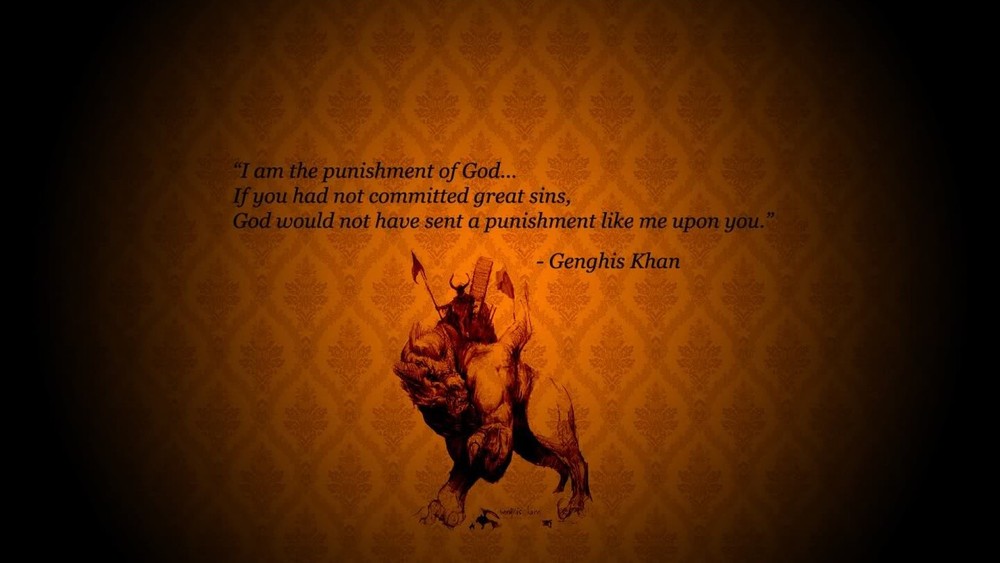 “I am the punishment of God...
If you had not committed great sins,
God would not have sent a punishment like me upon you.”
- Genghis Khan